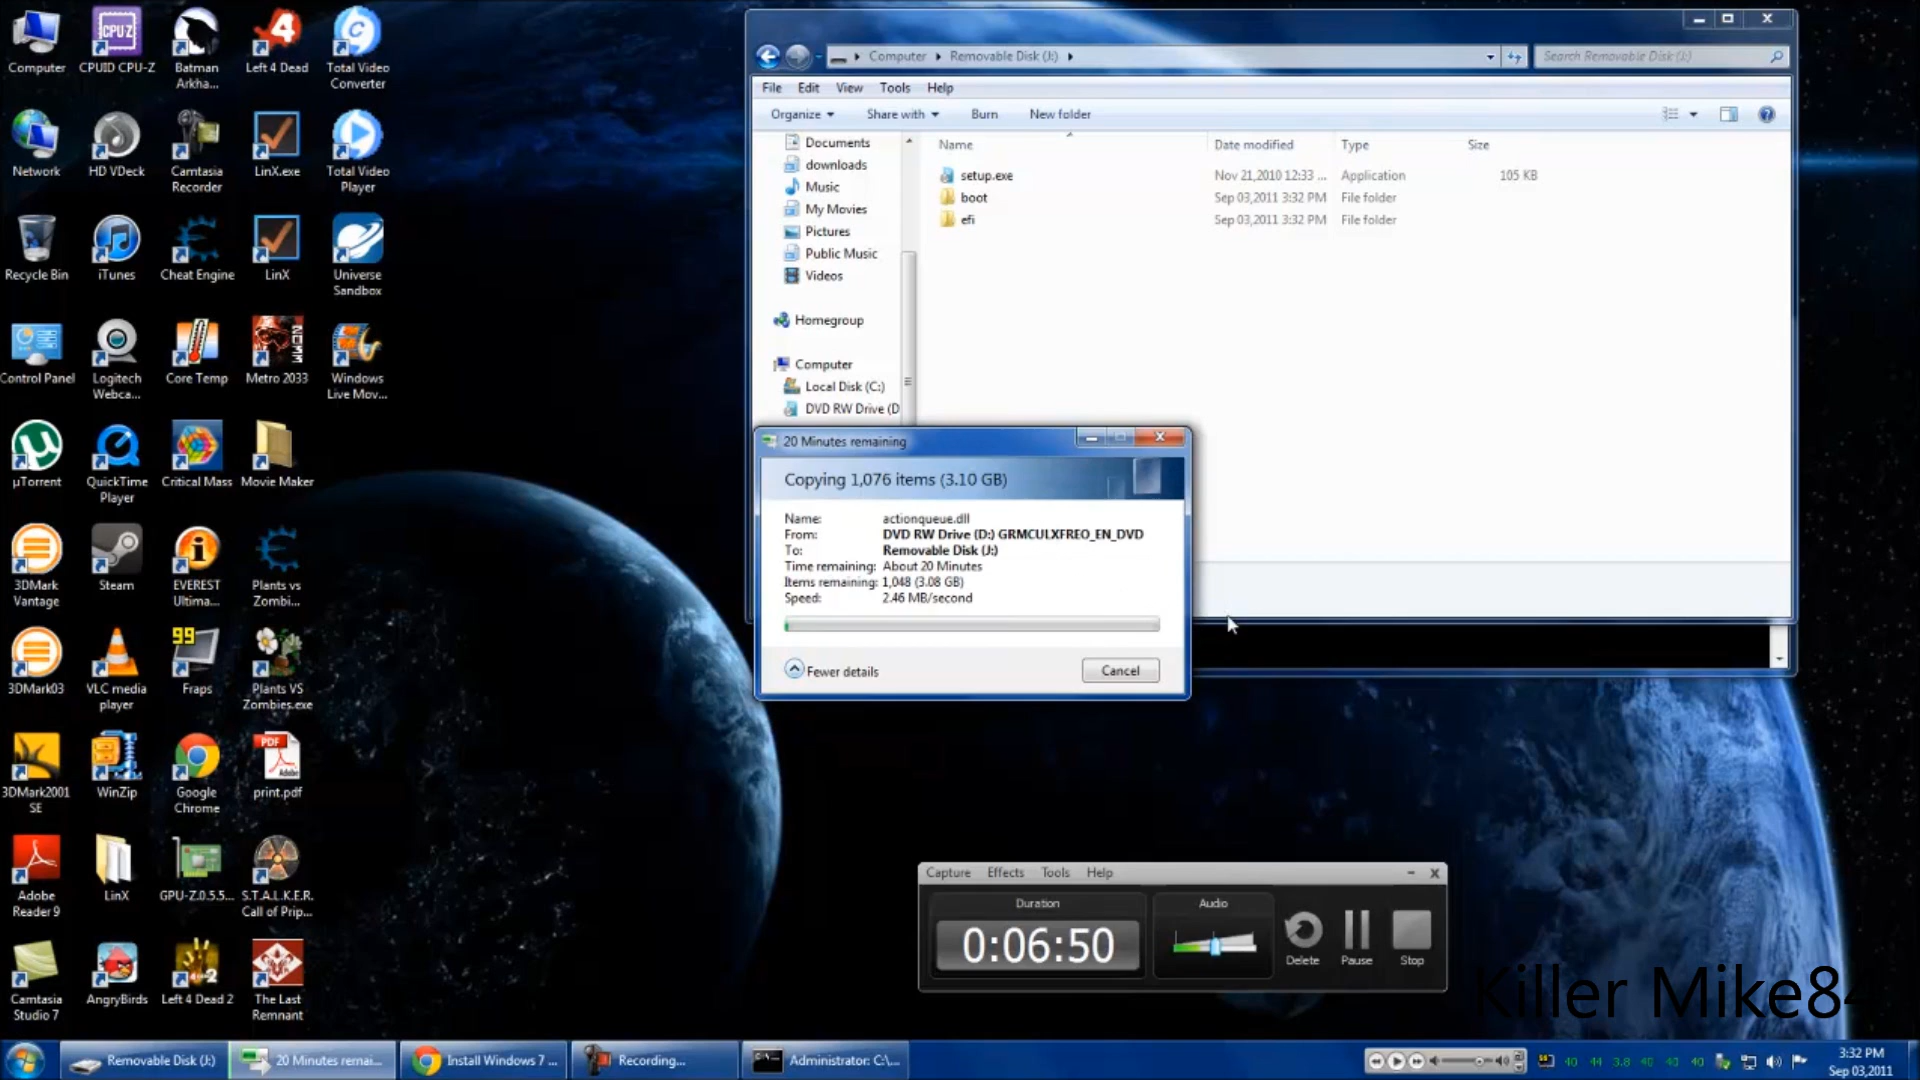 Computer
CPUID CPU-Z
Batman
Arkha...
Left 4 Dead
Total Video
Converter
Network
HD VDeck
Camtasia
Recorder
LinX.exe
Total Video
Player
Recycle Bin
iTunes
Cheat Engine
LinX
Universe
Sandbox
Control Panel
Logitech
Webca...
Core Temp
Metro 2033
Windows
Live Mov...
µTorrent
QuickTime
Player
Critical Mass
Movie Maker
3DMark
Vantage
Steam
EVEREST
Ultima...
Plants vs
Zombi...
3DMark03
VLC media
player
99
Fraps
Plants VS
Zombies.exe
3DMark2001
SE
WinZip
Google
Chrome
print.pdf
Adobe
Reader 9
LinX
GPU-Z.0.5.5...
S.T.A.L.K.E.R.
Call of Prip...
Camtasia
Studio 7
AngryBirds
Left 4 Dead 2
The Last
Remnant
Computer Removable Disk (J:)
Search Removable Disk (J:)
File Edit View Tools Help
Organize Share with Burn New folder
Documents
downloads
Music
My Movies
Pictures
Public Music
Videos
Homegroup
Computer
Local Disk (C:)
DVD RW Drive (D
Name Date modified Type Size
setup.exe Nov 21,2010 12:33 ... Application 105 KB
boot Sep 03,2011 3:32 PM File folder
efi Sep 03,2011 3:32 PM File folder
20 Minutes remaining
Copying 1,076 items (3.10 GB)
Name: actionqueue.dll
From: DVD RW Drive (D:) GRMCULXFREO_EN_DVD
To: Removable Disk (J:)
Time remaining: About 20 Minutes
Items remaining: 1,048 (3.08 GB)
Speed: 2.46 MB/second
Fewer details
Cancel
Capture Effects Tools Help
Duration
0:06:50
Audio
Delete Pause Stop
Killer Mike84
Removable Disk (J:)
20 Minutes remai...
Install Windows 7 ...
Recording...
Administrator: C:\...
40 44 3.8 40 40 40
3:32 PM
Sep 03,2011